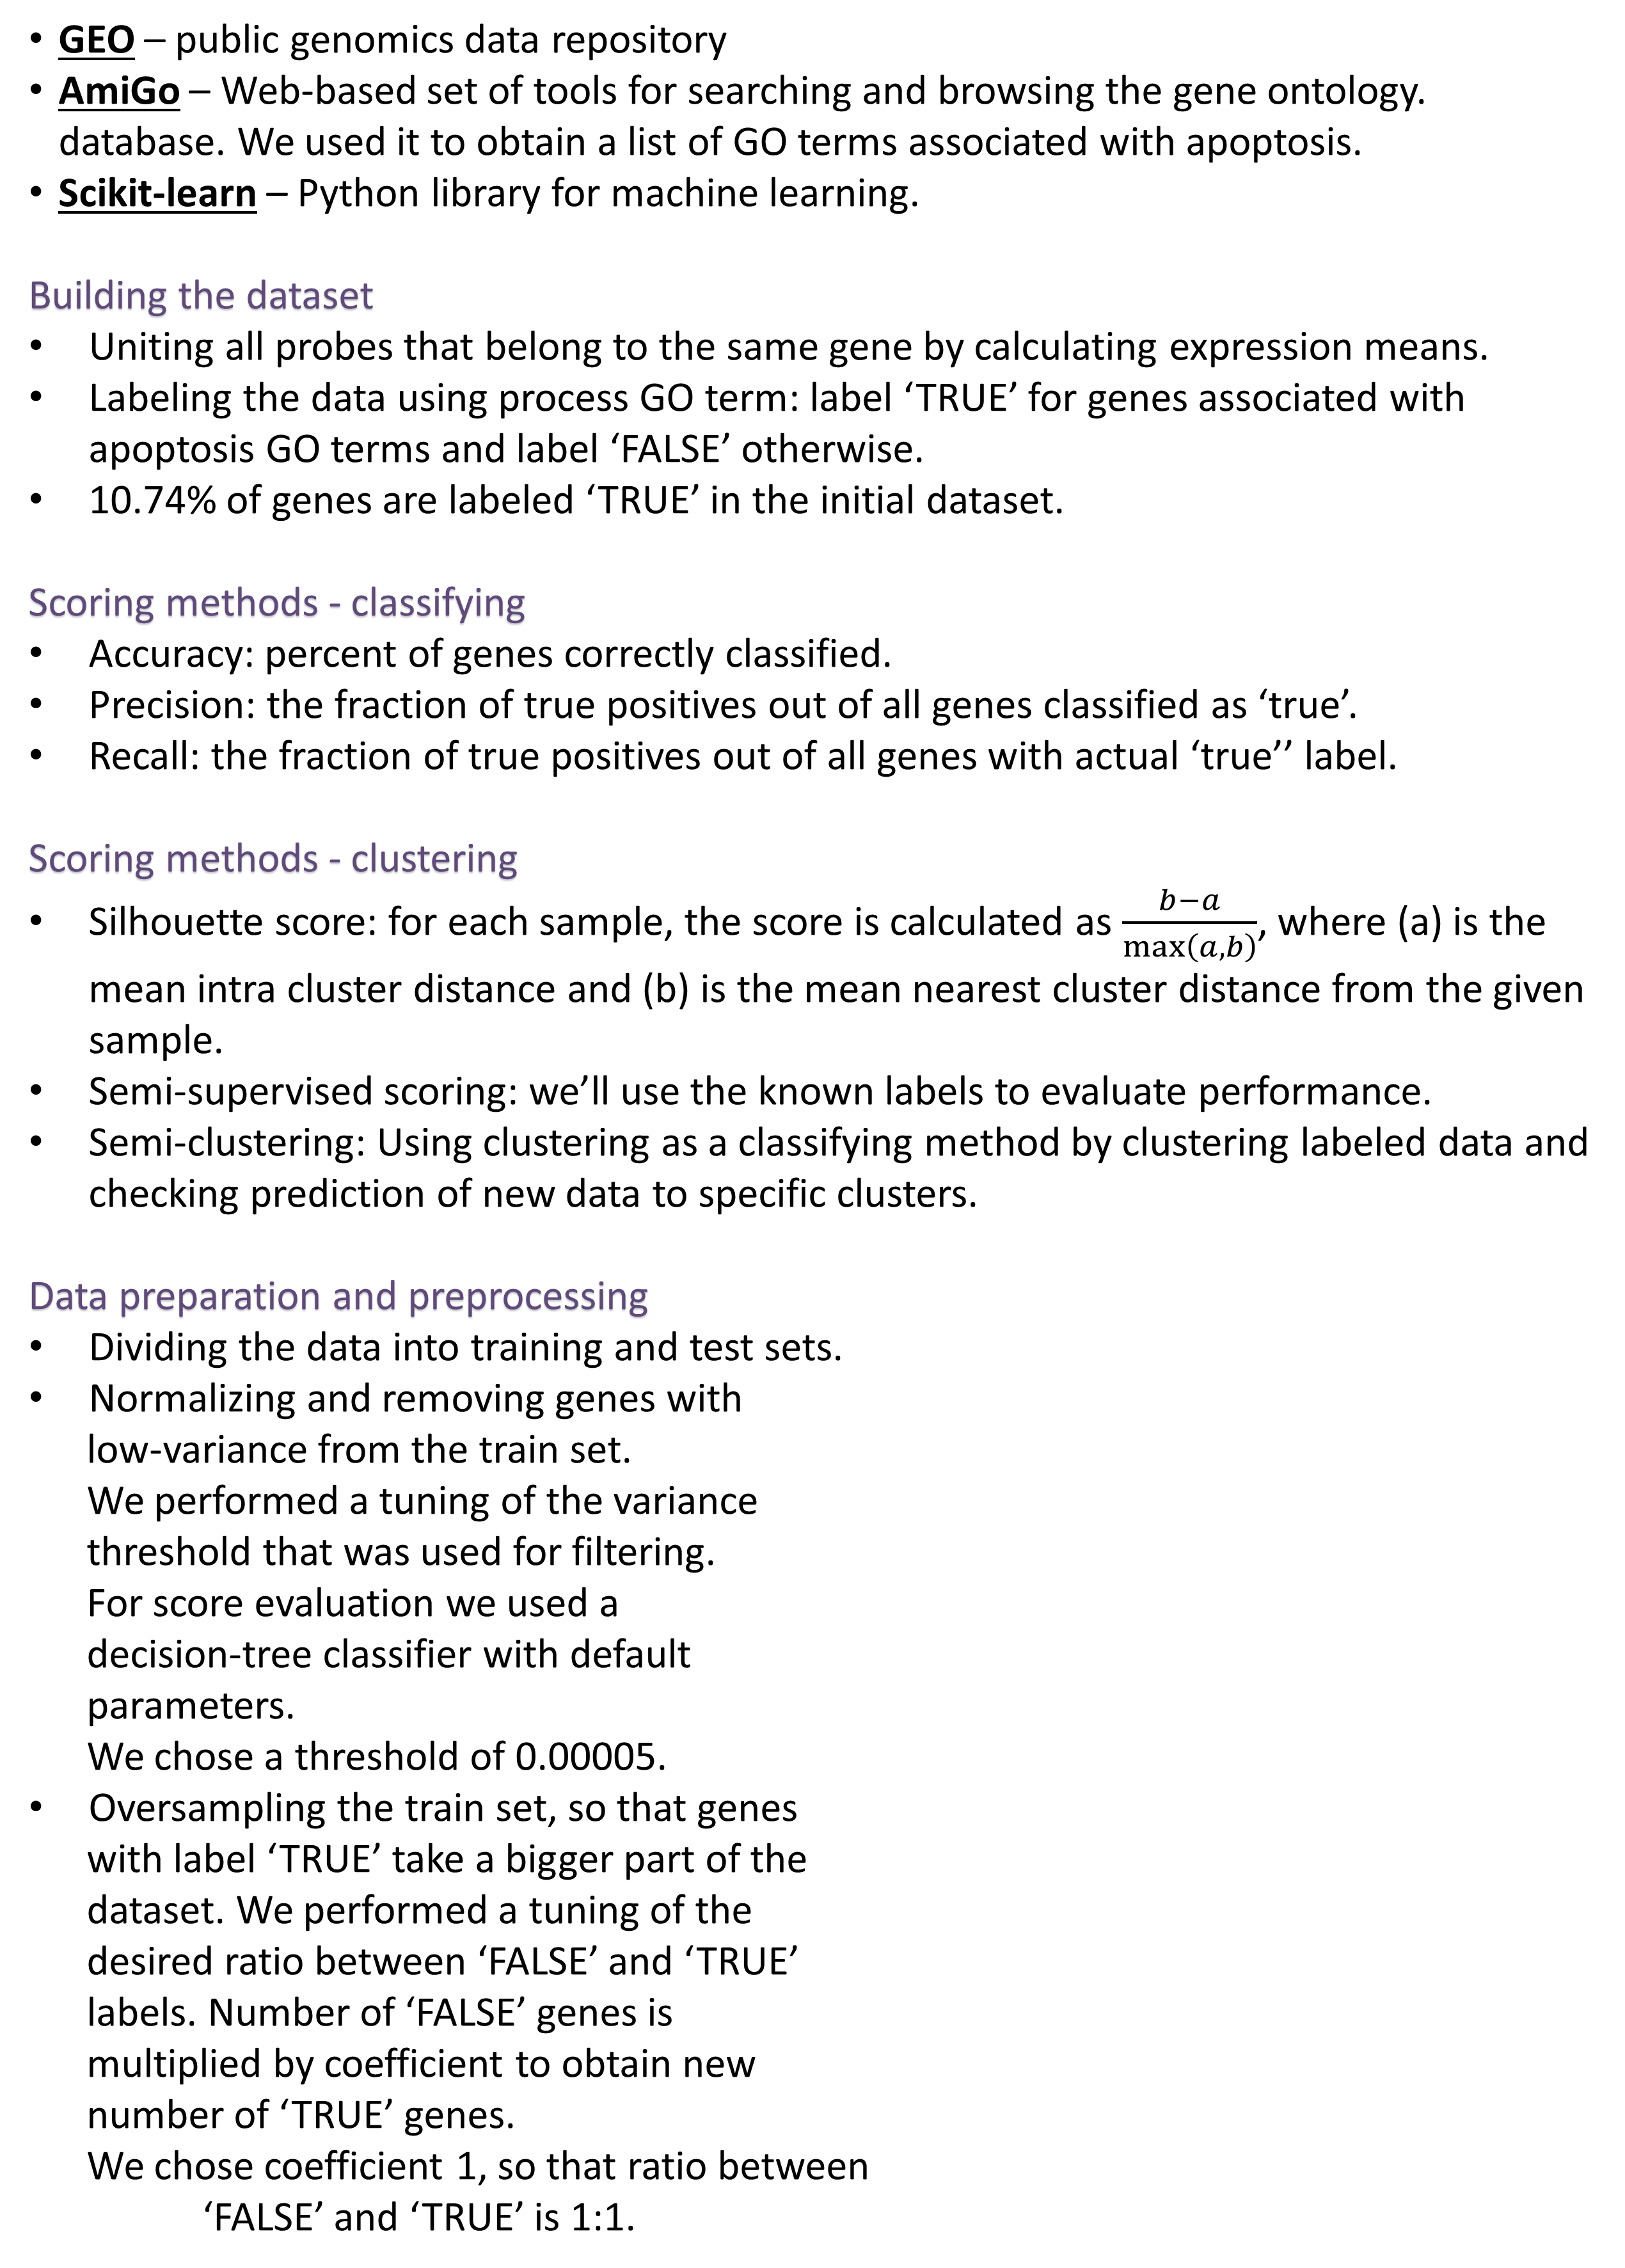 • GEO – public genomics data repository
• AmiGo – Web-based set of tools for searching and browsing the gene ontology.
database. We used it to obtain a list of GO terms associated with apoptosis.
• Scikit-learn – Python library for machine learning.
Building the dataset
• Uniting all probes that belong to the same gene by calculating expression means.
• Labeling the data using process GO term: label ‘TRUE’ for genes associated with
apoptosis GO terms and label ‘FALSE’ otherwise.
• 10.74% of genes are labeled ‘TRUE’ in the initial dataset.
Scoring methods - classifying
• Accuracy: percent of genes correctly classified.
• Precision: the fraction of true positives out of all genes classified as ‘true’.
• Recall: the fraction of true positives out of all genes with actual ‘true’’ label.
Scoring methods - clustering
• Silhouette score: for each sample, the score is calculated as b−a / max(a,b), where (a) is the
mean intra cluster distance and (b) is the mean nearest cluster distance from the given
sample.
• Semi-supervised scoring: we’ll use the known labels to evaluate performance.
• Semi-clustering: Using clustering as a classifying method by clustering labeled data and
checking prediction of new data to specific clusters.
Data preparation and preprocessing
• Dividing the data into training and test sets.
• Normalizing and removing genes with
low-variance from the train set.
We performed a tuning of the variance
threshold that was used for filtering.
For score evaluation we used a
decision-tree classifier with default
parameters.
We chose a threshold of 0.00005.
• Oversampling the train set, so that genes
with label ‘TRUE’ take a bigger part of the
dataset. We performed a tuning of the
desired ratio between ‘FALSE’ and ‘TRUE’
labels. Number of ‘FALSE’ genes is
multiplied by coefficient to obtain new
number of ‘TRUE’ genes.
We chose coefficient 1, so that ratio between
‘FALSE’ and ‘TRUE’ is 1:1.